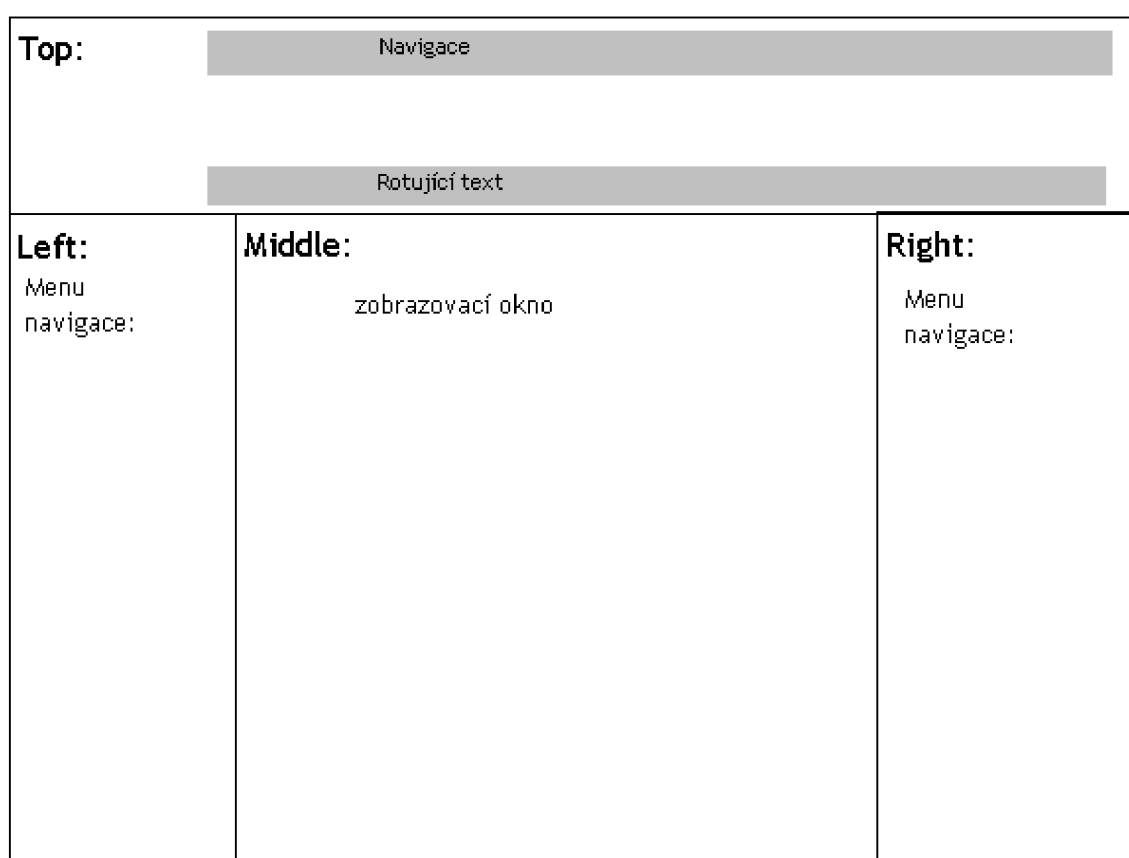 Top:
Navigace
Rotující text
Left:
Menu
navigace:
Middle:
zobrazovací okno
Right:
Menu
navigace: